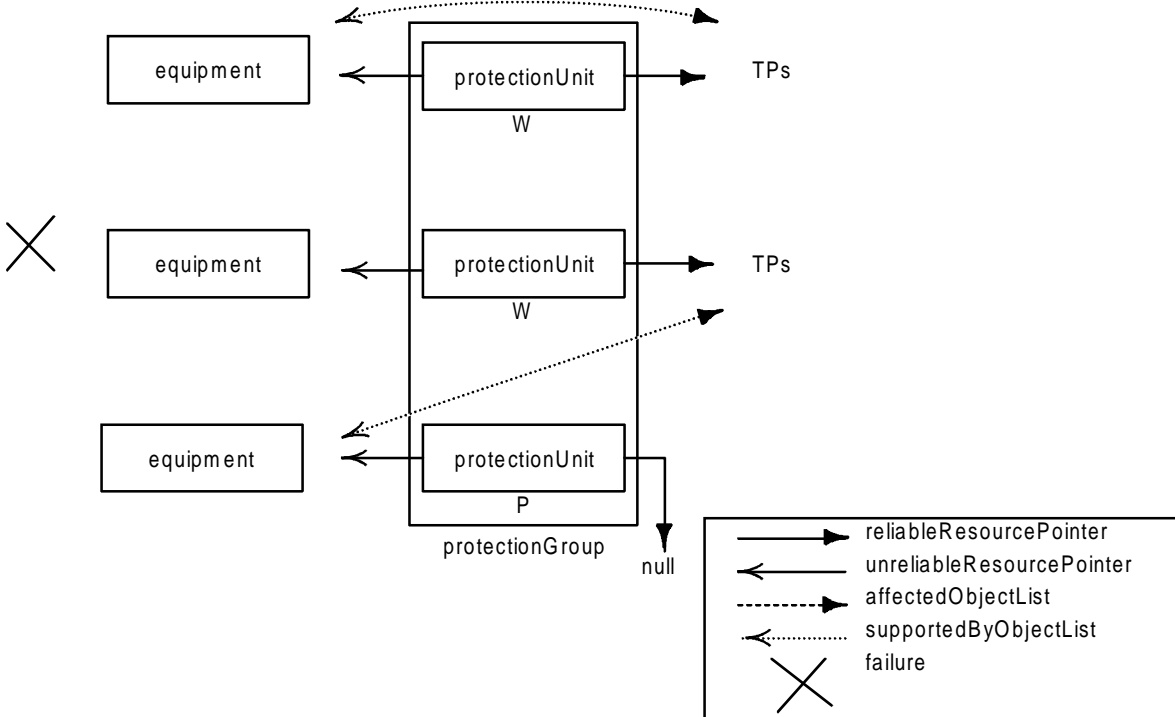 equipment
protectionUnit
TPs
W
equipment
protectionUnit
TPs
W
equipment
protectionUnit
P
protectionGroup
null
reliableResourcePointer
unreliableResourcePointer
affectedObjectList
supportedByObjectList
failure